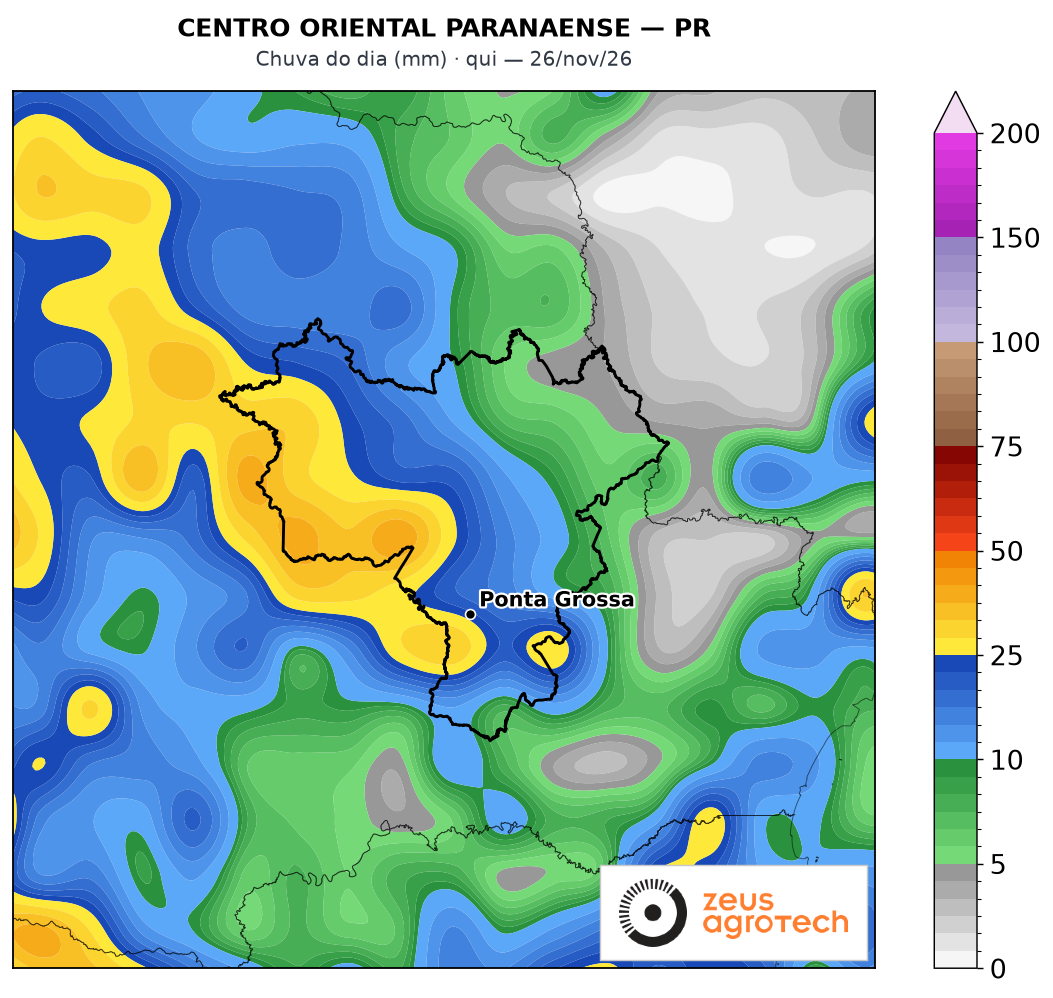 CENTRO ORIENTAL PARANAENSE — PR
Chuva do dia (mm) · qui — 26/nov/26
200
150
100
75
50
25
10
5
0
Ponta Grossa
zeus
agrotech